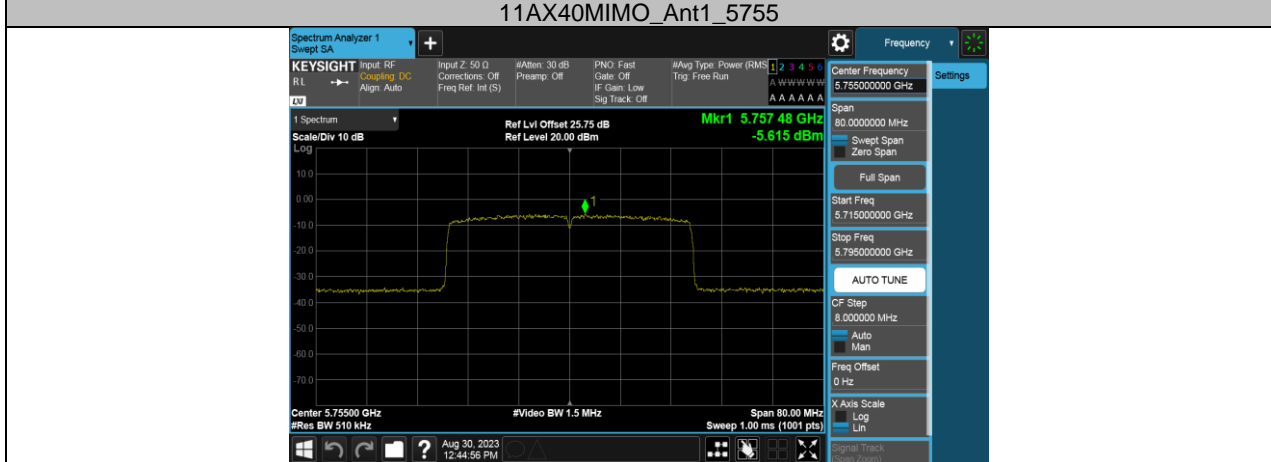 11AX40MIMO_Ant1_5755
Spectrum Analyzer 1
Swept SA
+
Frequency
KEYSIGHT
RL
LXI
Input: RF
Coupling: DC
Align: Auto
Input Z: 50 Ω
Corrections: Off
Freq Ref: Int (S)
#Atten: 30 dB
Preamp: Off
PNO: Fast
Gate: Off
IF Gain: Low
Sig Track: Off
#Avg Type: Power (RMS
Trig: Free Run
1 2 3 4 5 6
A W W W W W
A A A A A A
1 Spectrum
Scale/Div 10 dB
Log
Ref Lvl Offset 25.75 dB
Ref Level 20.00 dBm
Mkr1 5.757 48 GHz
-5.615 dBm
10.0
0.00
-10.0
-20.0
-30.0
-40.0
-50.0
-60.0
-70.0
1
Center 5.75500 GHz
#Res BW 510 kHz
#Video BW 1.5 MHz
Span 80.00 MHz
Sweep 1.00 ms (1001 pts)
?
Aug 30, 2023
12:44:56 PM
Center Frequency
5.755000000 GHz
Settings
Span
80.0000000 MHz
Swept Span
Zero Span
Full Span
Start Freq
5.715000000 GHz
Stop Freq
5.795000000 GHz
AUTO TUNE
CF Step
8.000000 MHz
Auto
Man
Freq Offset
0 Hz
X Axis Scale
Log
Lin
Signal Track
(Span Zoom)